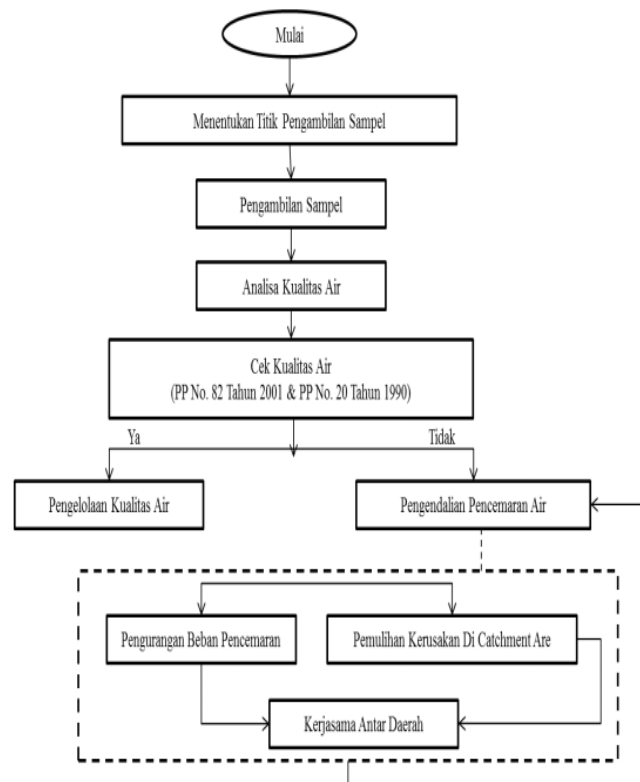 Mulai
Menentukan Titik Pengambilan Sampel
Pengambilan Sampel
Analisa Kualitas Air
Cek Kualitas Air
(PP No. 82 Tahun 2001 & PP No. 20 Tahun 1990)
Ya
Tidak
Pengelolaan Kualitas Air
Pengendalian Pencemaran Air
Pengurangan Beban Pencemaran
Pemulihan Kerusakan Di Catchment Are
Kerjasama Antar Daerah